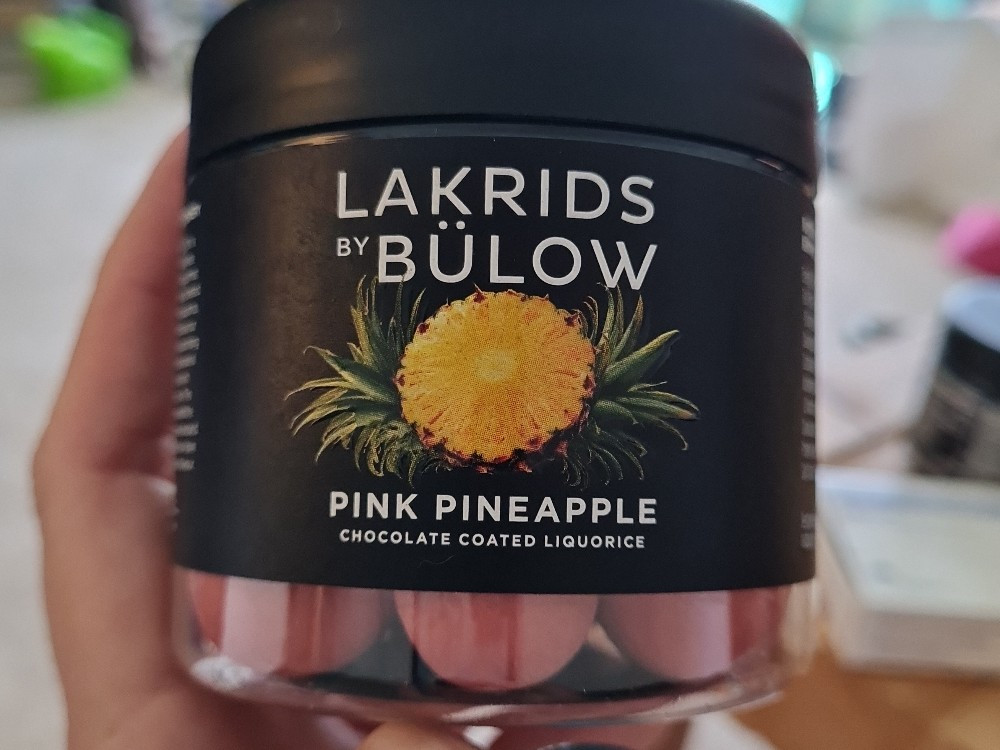 LAKRIDS
BY BÜLOW
PINK PINEAPPLE
CHOCOLATE COATED LIQUORICE